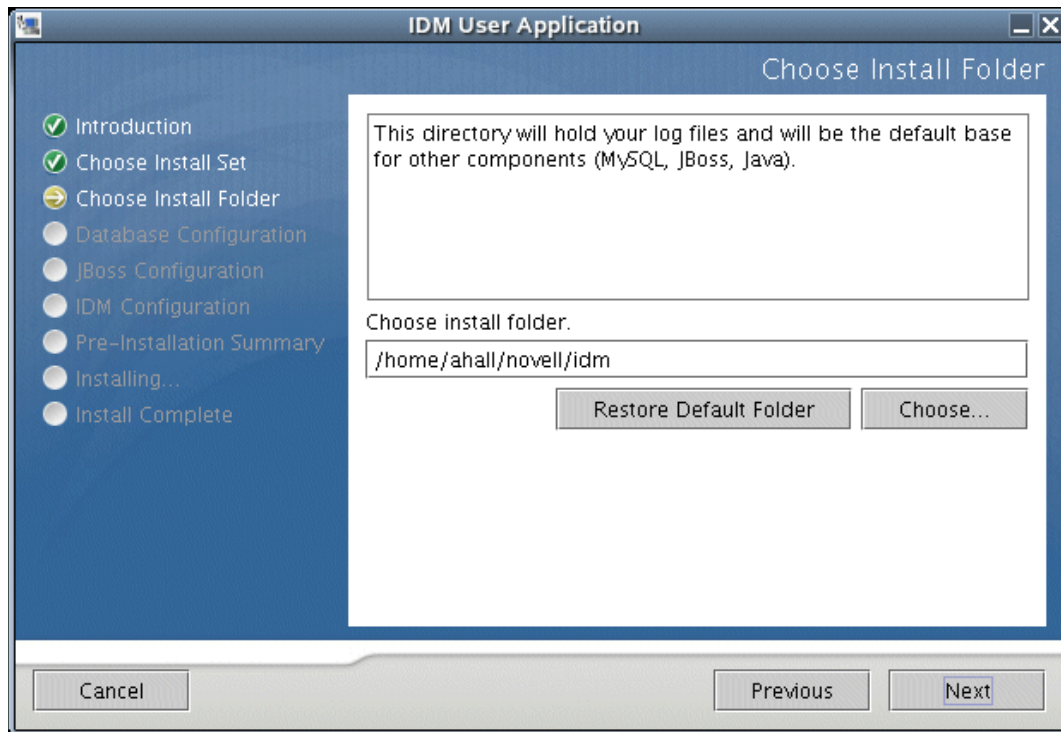 IDM User Application
Choose Install Folder
Introduction
Choose Install Set
Choose Install Folder
Database Configuration
JBoss Configuration
IDM Configuration
Pre-Installation Summary
Installing...
Install Complete
This directory will hold your log files and will be the default base
for other components (MySQL, JBoss, Java).
Choose install folder.
/home/ahall/novell/idm
Restore Default Folder
Choose...
Cancel
Previous
Next